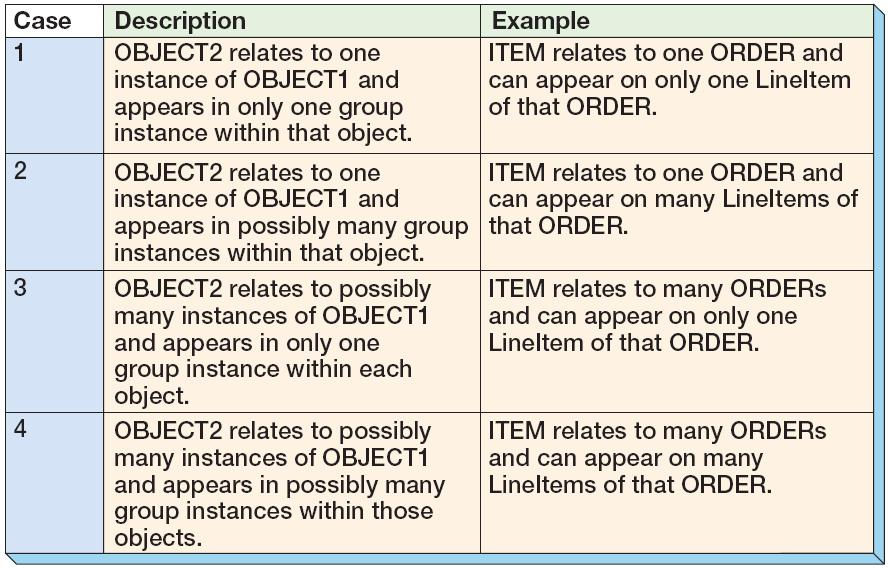 Case Description Example
1 OBJECT2 relates to one ITEM relates to one ORDER and
instance of OBJECT1 and can appear on only one LineItem
appears in only one group of that ORDER.
instance within that object.
2 OBJECT2 relates to one ITEM relates to one ORDER and
instance of OBJECT1 and can appear on many LineItems of
appears in possibly many group that ORDER.
instances within that object.
3 OBJECT2 relates to possibly ITEM relates to many ORDERs
many instances of OBJECT1 and can appear on only one
and appears in only one LineItem of that ORDER.
group instance within each
object.
4 OBJECT2 relates to possibly ITEM relates to many ORDERs
many instances of OBJECT1 and can appear on many
and appears in possibly many LineItems of that ORDER.
group instances within those
objects.